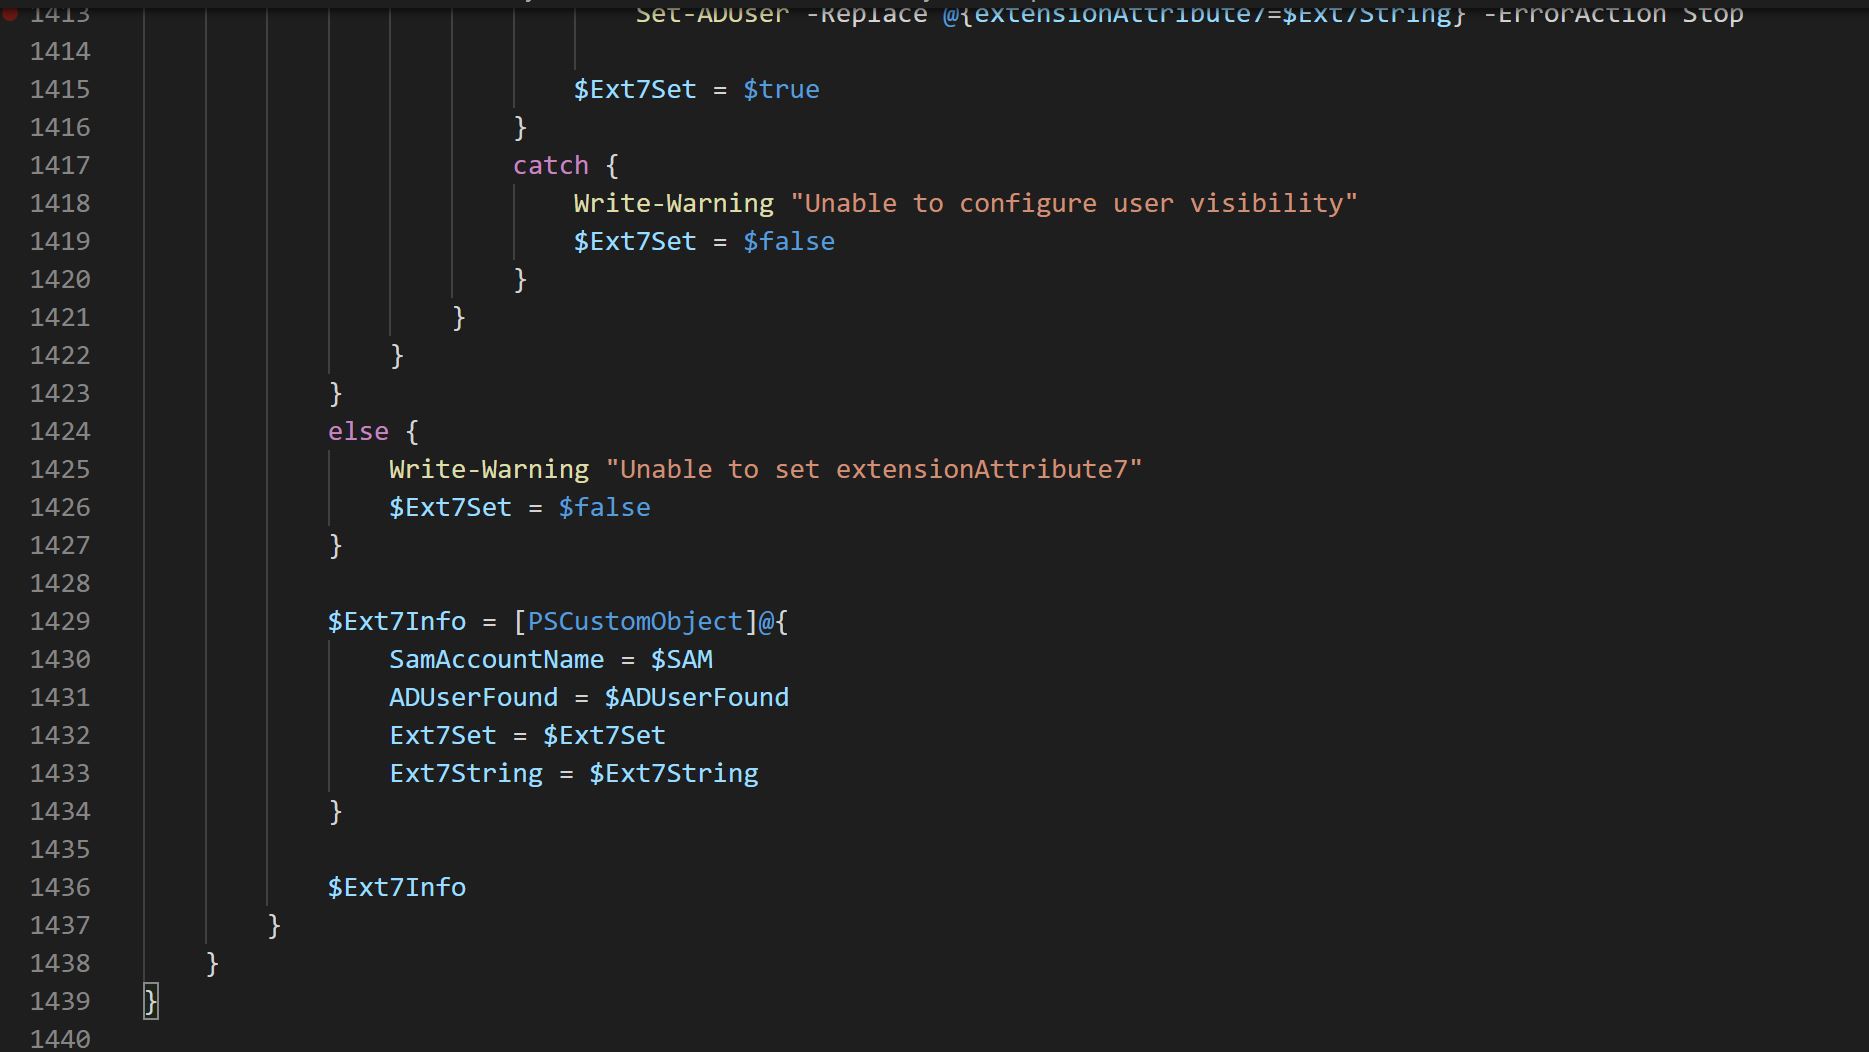 1413 Set-ADUser -Replace @{extensionAttribute7=$Ext7String} -ErrorAction Stop
1414
1415 $Ext7Set = $true
1416 }
1417 catch {
1418 Write-Warning "Unable to configure user visibility"
1419 $Ext7Set = $false
1420 }
1421 }
1422 }
1423 }
1424 else {
1425 Write-Warning "Unable to set extensionAttribute7"
1426 $Ext7Set = $false
1427 }
1428
1429 $Ext7Info = [PSCustomObject]@{
1430 SamAccountName = $SAM
1431 ADUserFound = $ADUserFound
1432 Ext7Set = $Ext7Set
1433 Ext7String = $Ext7String
1434 }
1435
1436 $Ext7Info
1437 }
1438 }
1439 }
1440